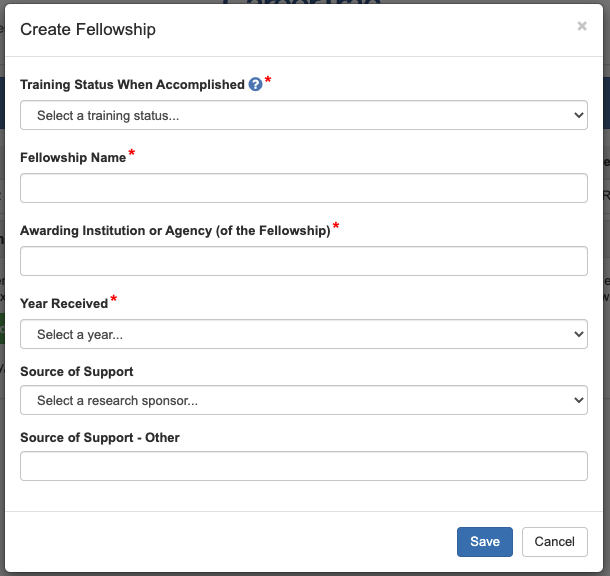 Create Fellowship
×
Training Status When Accomplished ?*
Select a training status...
Fellowship Name*
Awarding Institution or Agency (of the Fellowship)*
Year Received*
Select a year...
Source of Support
Select a research sponsor...
Source of Support - Other
Save
Cancel